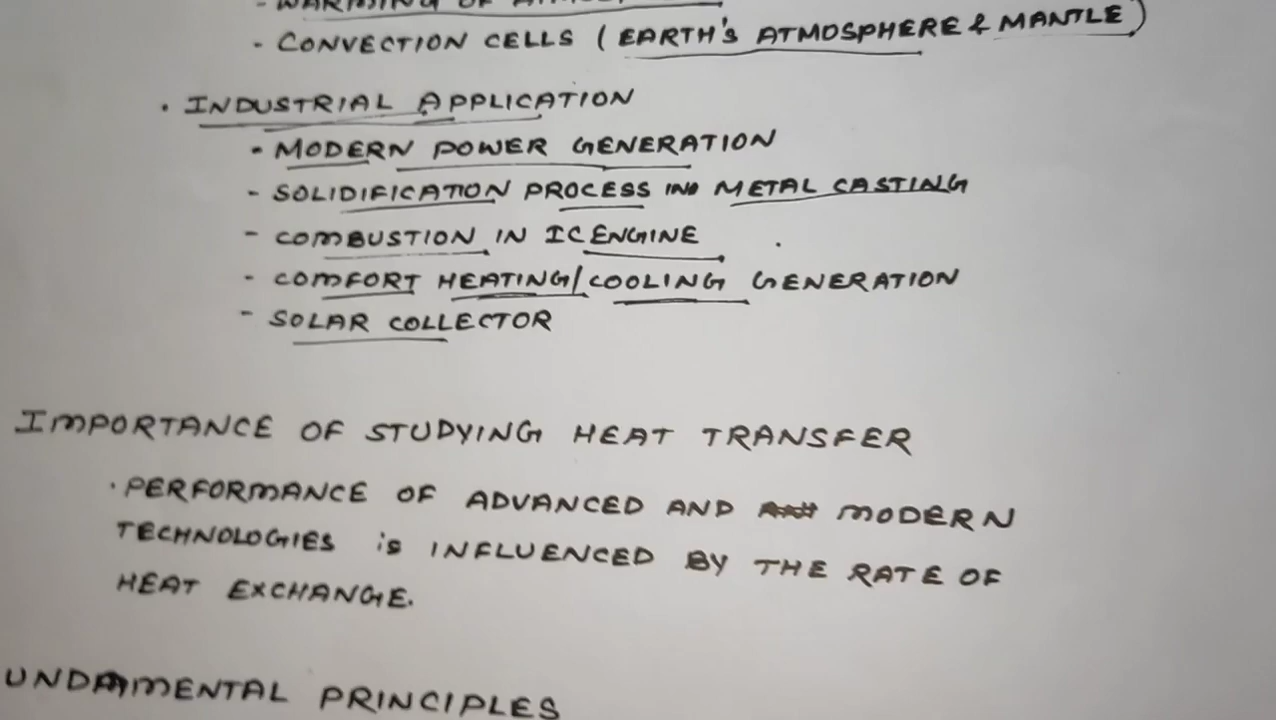 - WARMING OF
- CONVECTION CELLS (EARTH'S ATMOSPHERE & MANTLE)
· INDUSTRIAL APPLICATION
- MODERN POWER GENERATION
- SOLIDIFICATION PROCESS IN METAL CASTING
- COMBUSTION IN IC ENGINE
- COMFORT HEATING/COOLING GENERATION
- SOLAR COLLECTOR
IMPORTANCE OF STUDYING HEAT TRANSFER
· PERFORMANCE OF ADVANCED AND MODERN
TECHNOLOGIES is INFLUENCED BY THE RATE OF
HEAT EXCHANGE.
UNDAMENTAL PRINCIPLES